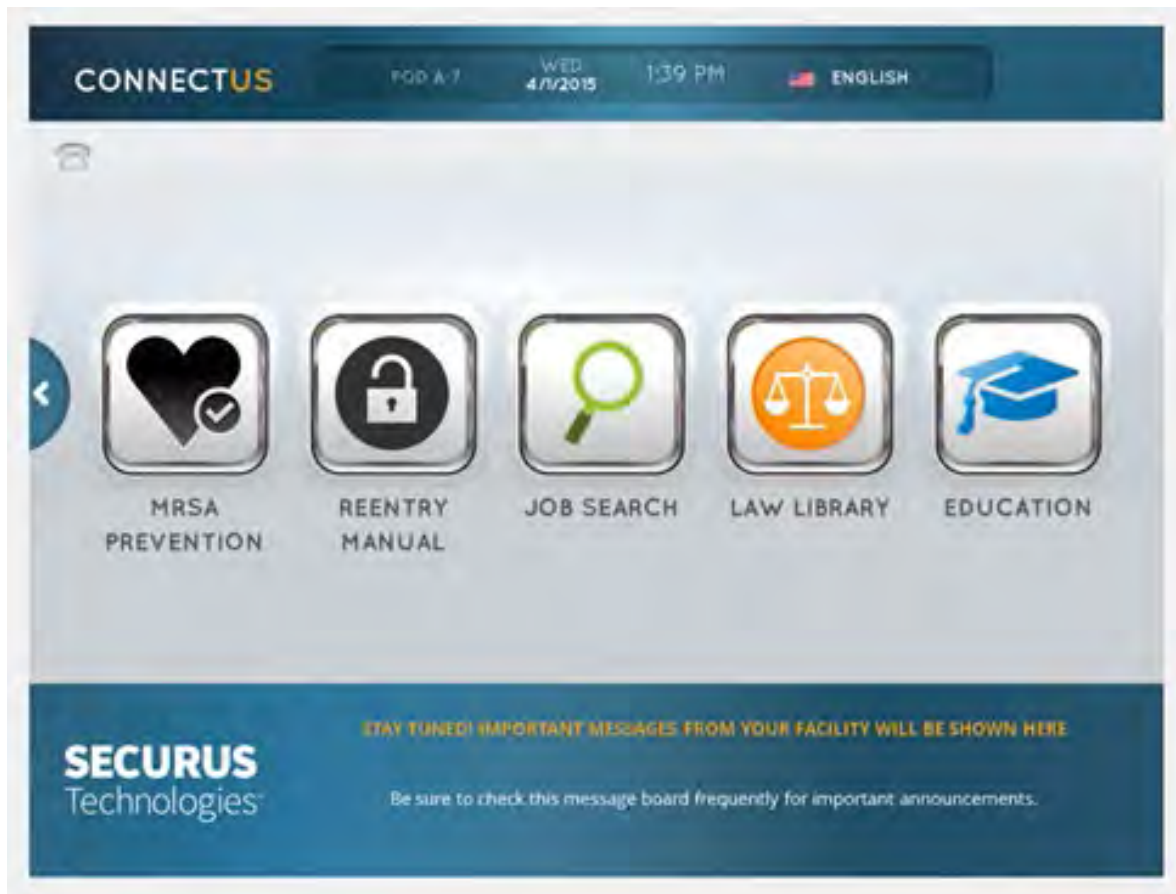 CONNECTUS
POD A-7
WED
4/1/2015
1:39 PM
ENGLISH
MRSA
PREVENTION
REENTRY
MANUAL
JOB SEARCH
LAW LIBRARY
EDUCATION
STAY TUNED! IMPORTANT MESSAGES FROM YOUR FACILITY WILL BE SHOWN HERE
SECURUS
Technologies
Be sure to check this message board frequently for important announcements.